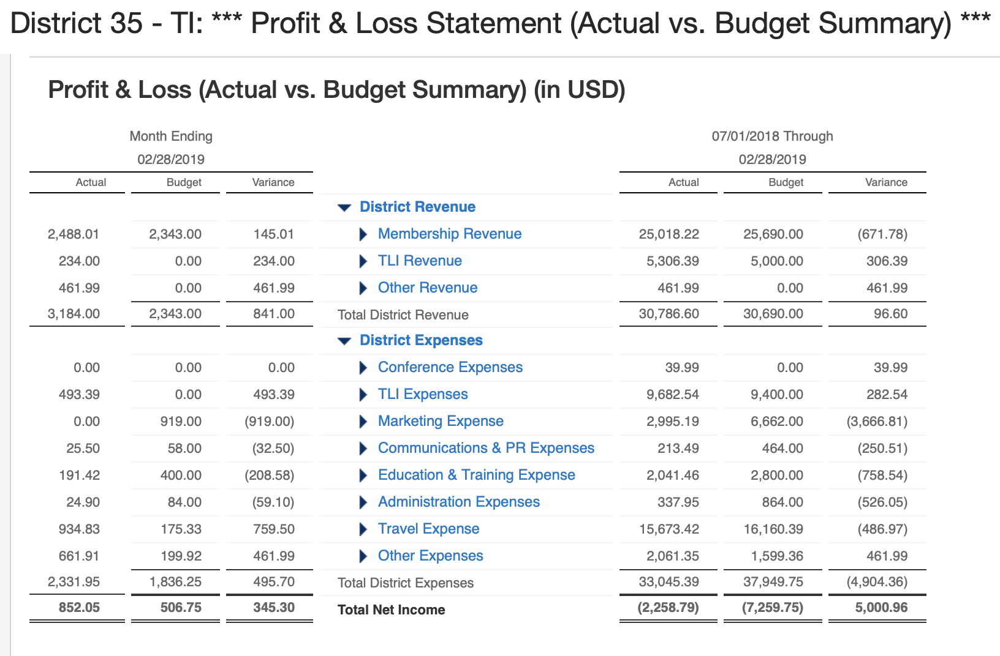 District 35 - TI: *** Profit & Loss Statement (Actual vs. Budget Summary) ***
Profit & Loss (Actual vs. Budget Summary) (in USD)
Month Ending 07/01/2018 Through
02/28/2019 02/28/2019
Actual Budget Variance Actual Budget Variance
District Revenue
2,488.01 2,343.00 145.01 Membership Revenue 25,018.22 25,690.00 (671.78)
234.00 0.00 234.00 TLI Revenue 5,306.39 5,000.00 306.39
461.99 0.00 461.99 Other Revenue 461.99 0.00 461.99
3,184.00 2,343.00 841.00 Total District Revenue 30,786.60 30,690.00 96.60
District Expenses
0.00 0.00 0.00 Conference Expenses 39.99 0.00 39.99
493.39 0.00 493.39 TLI Expenses 9,682.54 9,400.00 282.54
0.00 919.00 (919.00) Marketing Expense 2,995.19 6,662.00 (3,666.81)
25.50 58.00 (32.50) Communications & PR Expenses 213.49 464.00 (250.51)
191.42 400.00 (208.58) Education & Training Expense 2,041.46 2,800.00 (758.54)
24.90 84.00 (59.10) Administration Expenses 337.95 864.00 (526.05)
934.83 175.33 759.50 Travel Expense 15,673.42 16,160.39 (486.97)
661.91 199.92 461.99 Other Expenses 2,061.35 1,599.36 461.99
2,331.95 1,836.25 495.70 Total District Expenses 33,045.39 37,949.75 (4,904.36)
852.05 506.75 345.30 Total Net Income (2,258.79) (7,259.75) 5,000.96